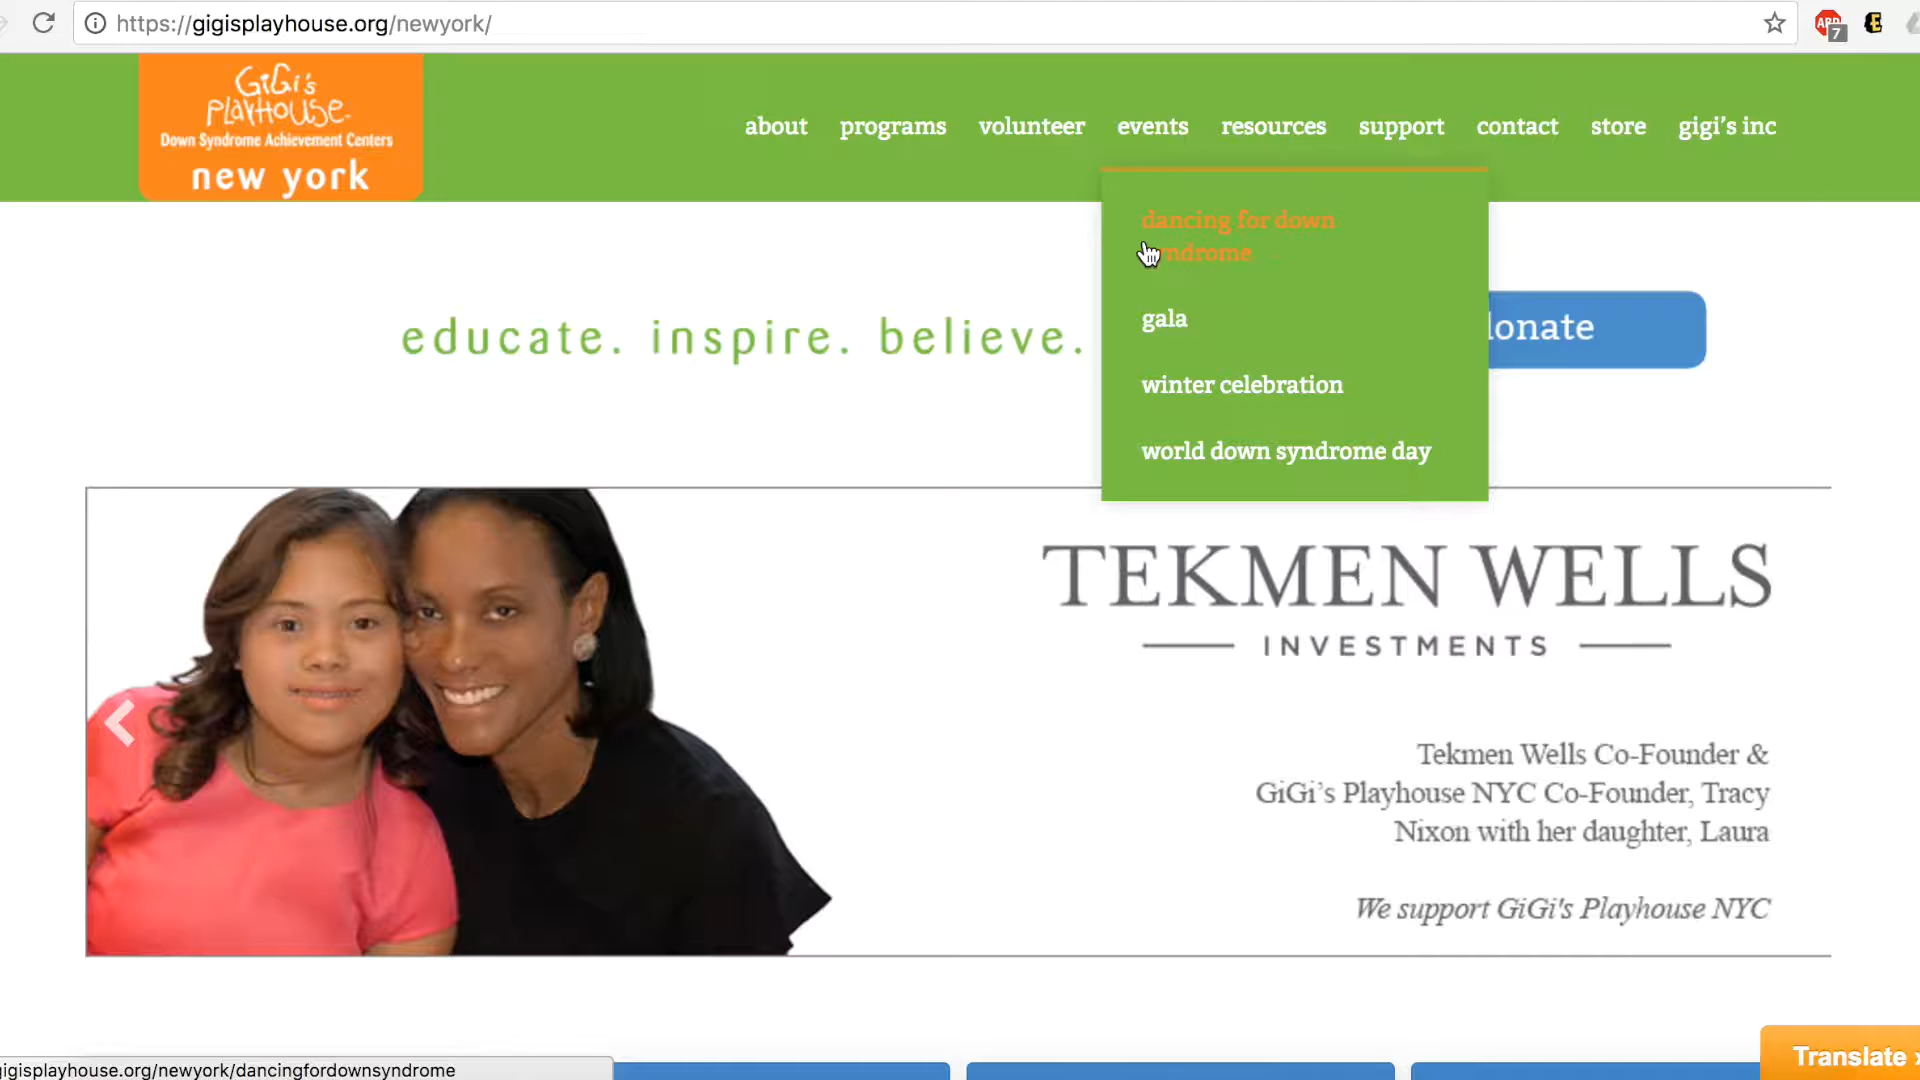 https://gigisplayhouse.org/newyork/
ABP
7
E
GiGi's
PLAYHOUSE.
Down Syndrome Achievement Centers
new york
about programs volunteer events resources support contact store gigi's inc
dancing for down
gala
winter celebration
world down syndrome day
educate. inspire. believe.
TEKMEN WELLS
INVESTMENTS
Tekmen Wells Co-Founder &
GiGi's Playhouse NYC Co-Founder, Tracy
Nixon with her daughter, Laura
We support GiGi's Playhouse NYC
gigisplayhouse.org/newyork/dancingfordownsyndrome
Translate